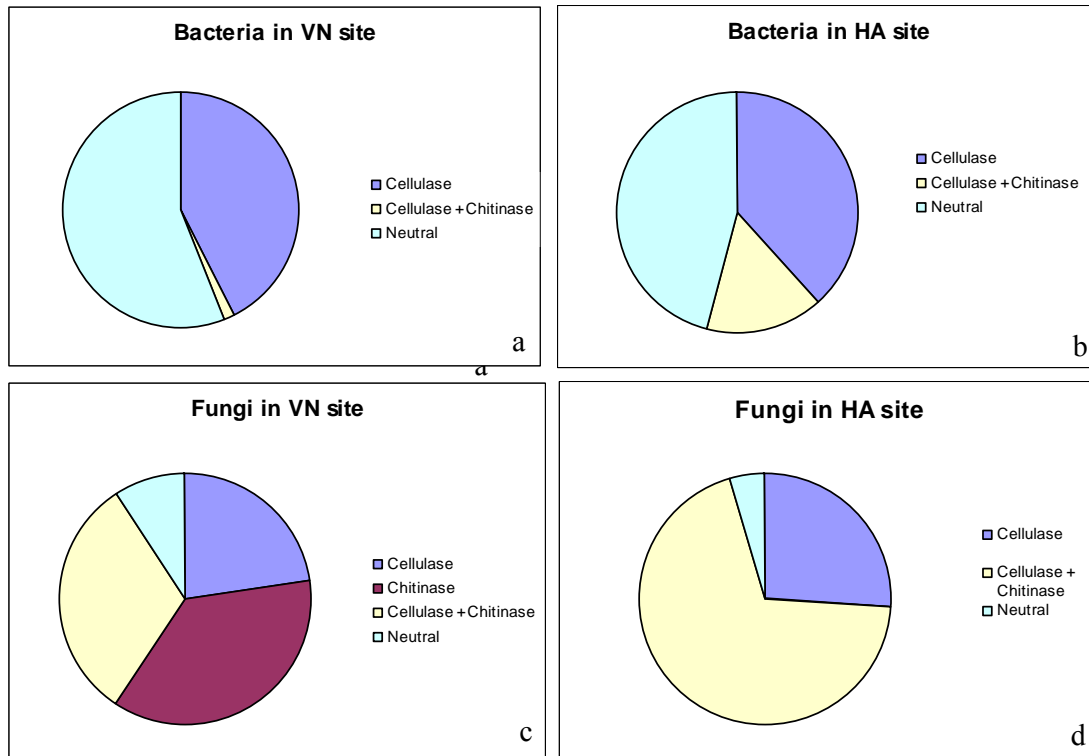 Bacteria in VN site
Cellulase
Cellulase +Chitinase
Neutral
a
Bacteria in HA site
Cellulase
Cellulase +Chitinase
Neutral
b
a
Fungi in VN site
Cellulase
Chitinase
Cellulase +Chitinase
Neutral
c
Fungi in HA site
Cellulase
Cellulase +
Chitinase
Neutral
d